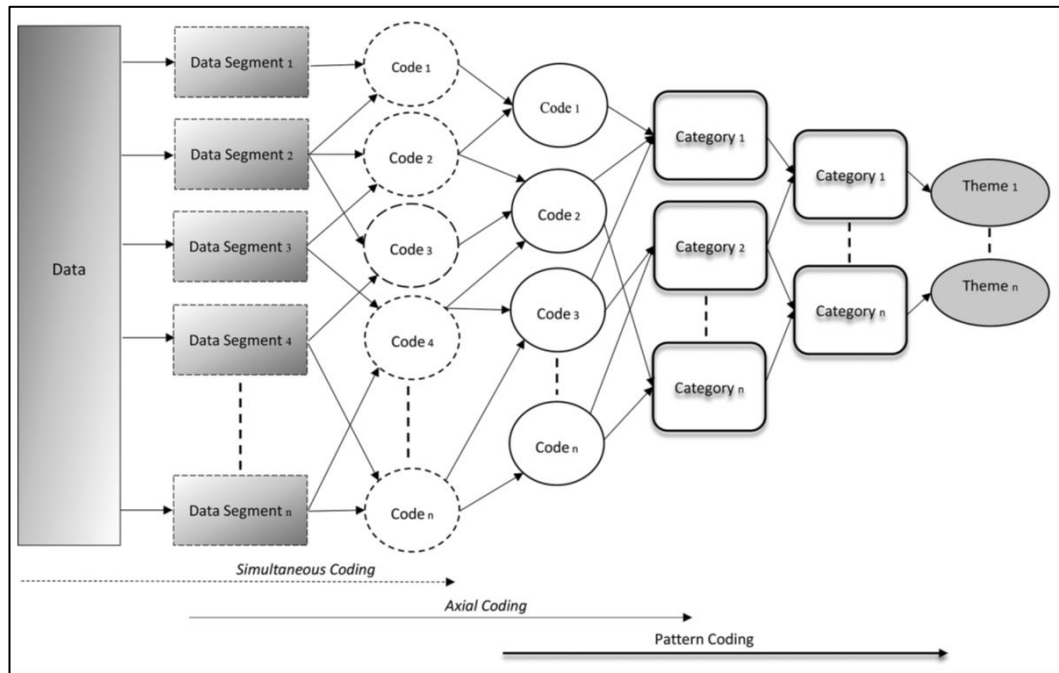 Data
Data Segment 1
Data Segment 2
Data Segment 3
Data Segment 4
Data Segment n
Code 1
Code 2
Code 3
Code 4
Code n
Code 1
Code 2
Code 3
Code n
Category 1
Category 2
Category n
Category 1
Category n
Theme 1
Theme n
Simultaneous Coding
Axial Coding
Pattern Coding